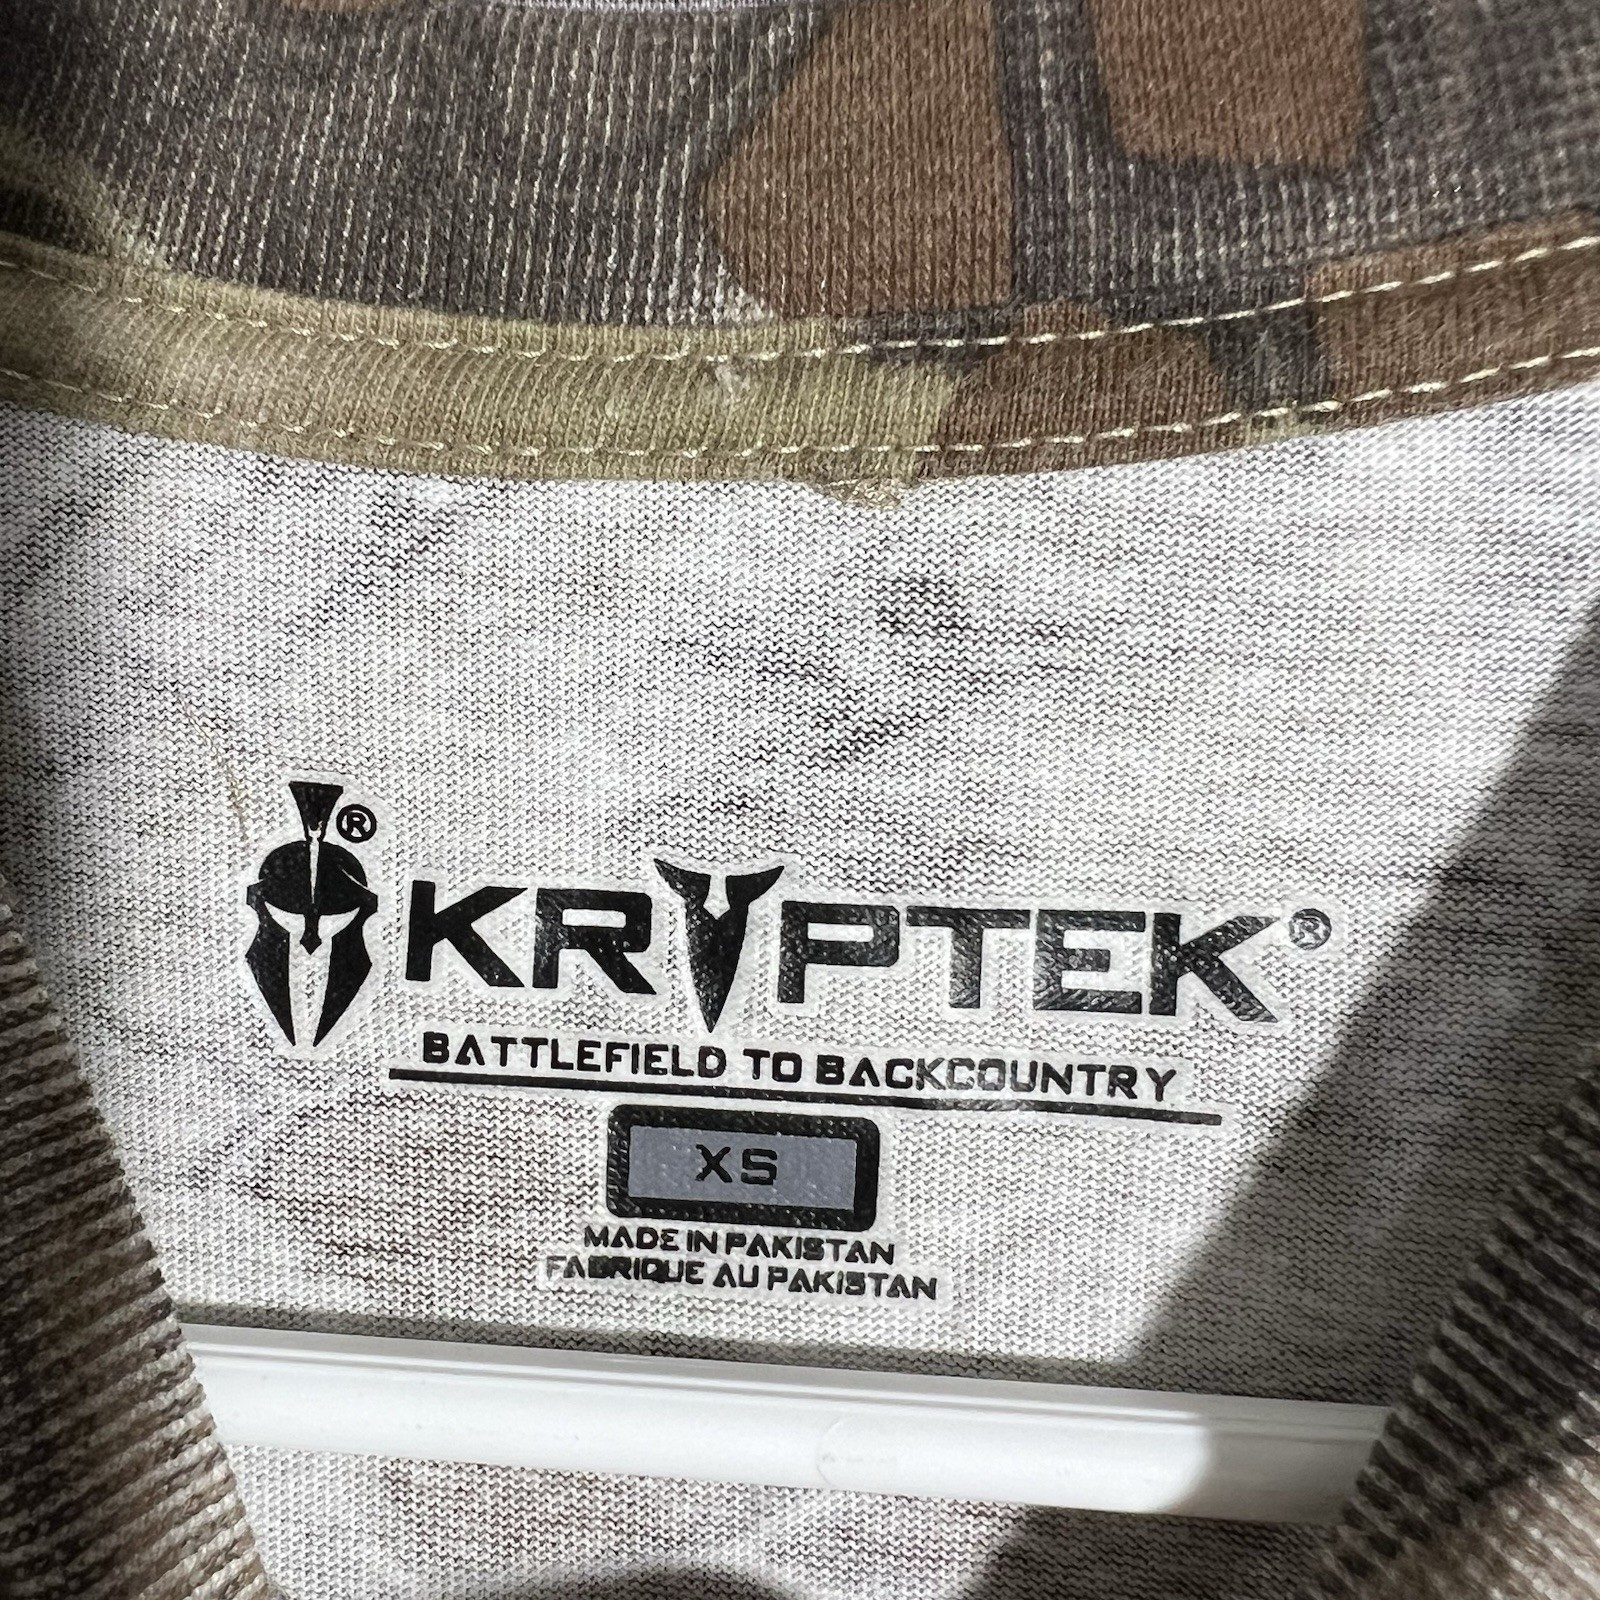 ®
KRYPTEK®
BATTLEFIELD TO BACKCOUNTRY
XS
MADE IN PAKISTAN
FABRIQUE AU PAKISTAN